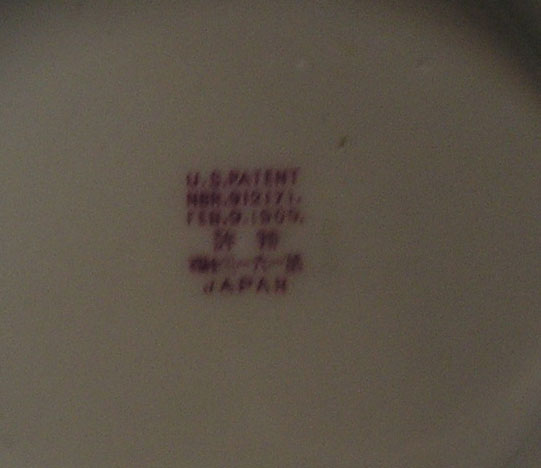 U.S.PATENT
NBR.912171.
FEB.9.1909.
許特
JAPAN